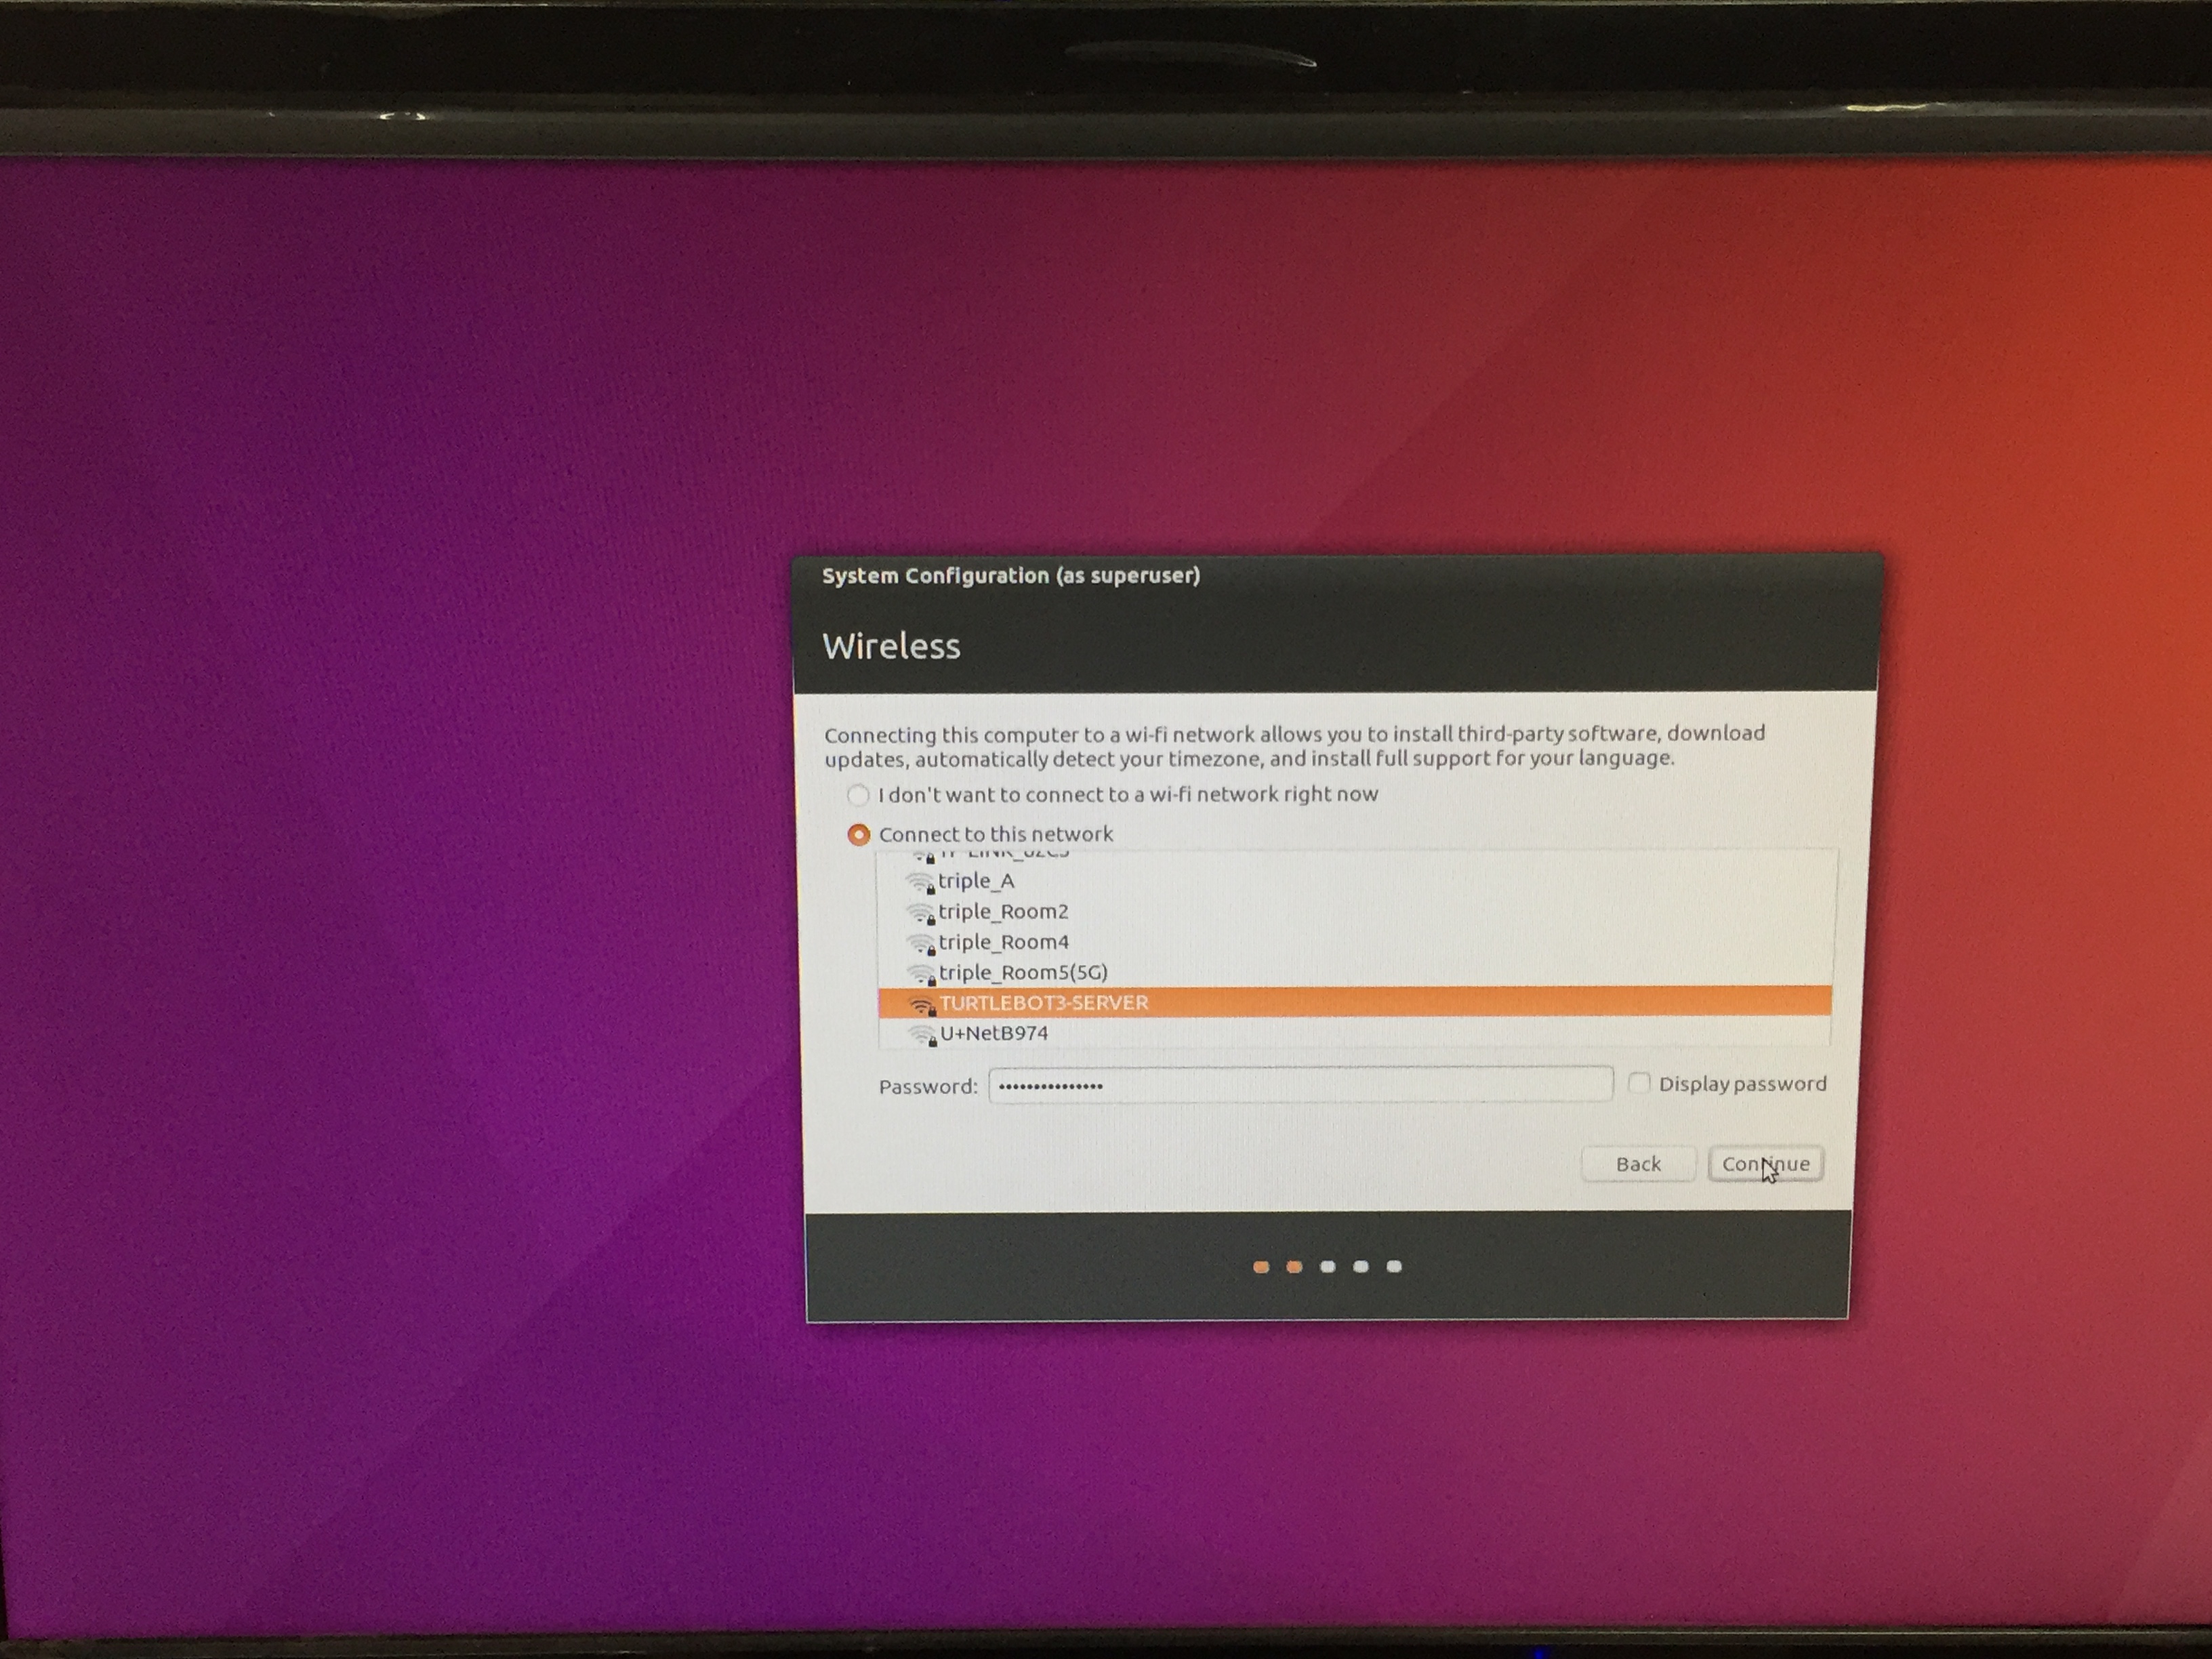 System Configuration (as superuser)
Wireless
Connecting this computer to a wi-fi network allows you to install third-party software, download
updates, automatically detect your timezone, and install full support for your language.
I don't want to connect to a wi-fi network right now
Connect to this network
triple_A
triple_Room2
triple_Room4
triple_Room5(5G)
TURTLEBOT3-SERVER
U+NetB974
Password: ••••••••••••••• Display password
Back Continue